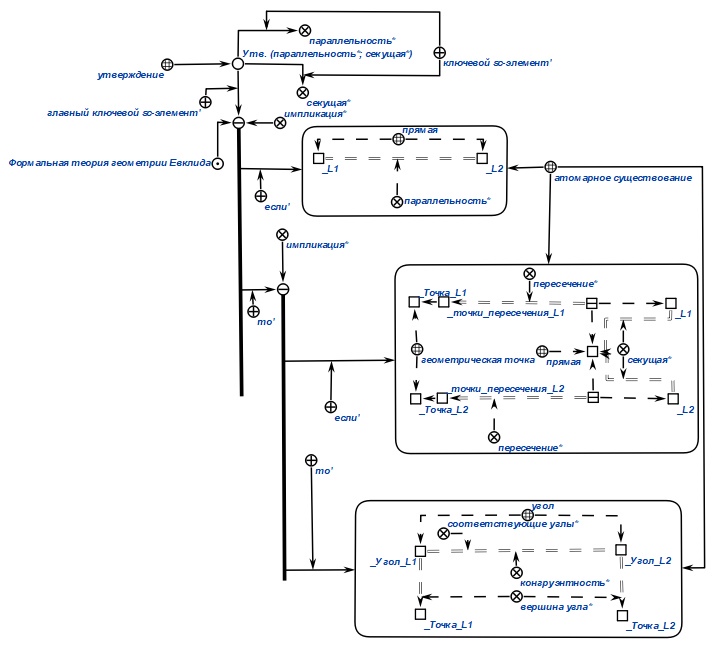 параллельность*
Утв. (параллельность*; секущая*)
ключевой sc-элемент'
утверждение
секущая*
главный ключевой sc-элемент'
импликация*
прямая
Формальная теория геометрии Евклида
_L1
_L2
атомарное существование
если'
параллельность*
импликация*
пересечение*
_Точка_L1
_точки_пересечения_L1
_L1
то'
геометрическая точка
прямая
секущая*
_точки_пересечения_L2
_Точка_L2
_L2
если'
пересечение*
то'
угол
соответствующие углы*
_Угол_L1
_Угол_L2
конгруэнтность*
вершина угла*
_Точка_L1
_Точка_L2